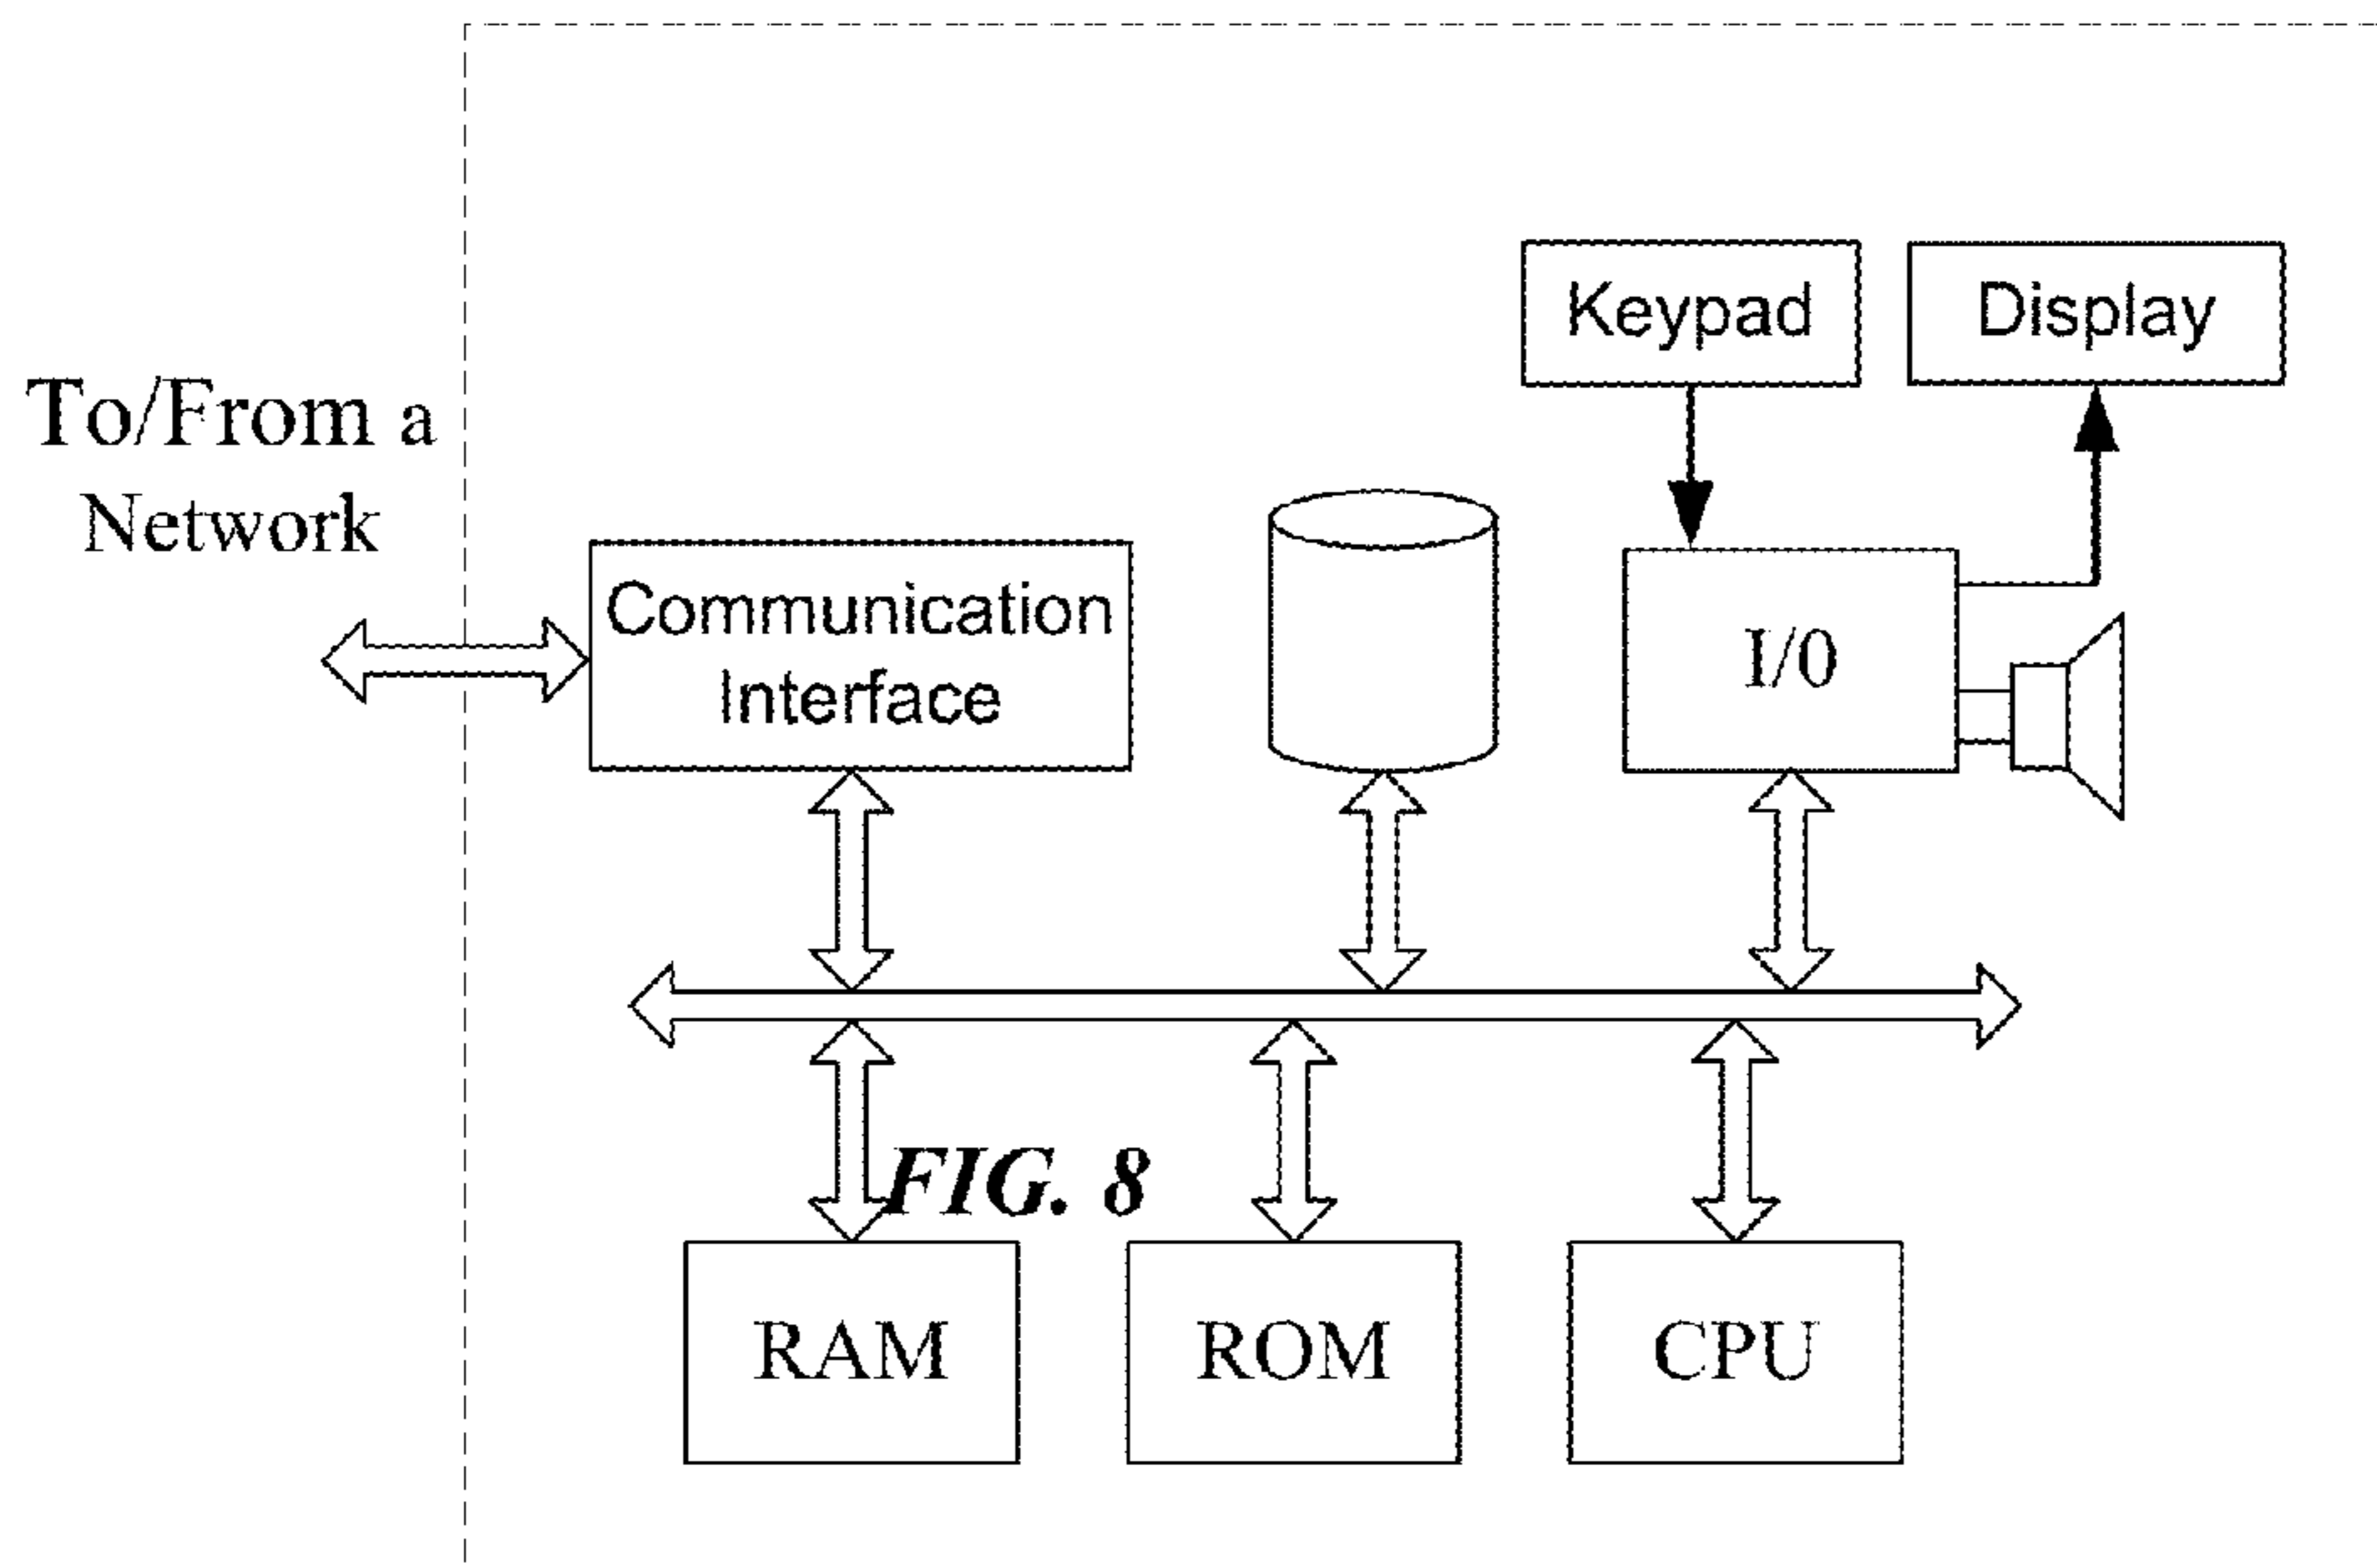 Keypad
Display
To/From a
Network
Communication
Interface
I/0
FIG. 8
RAM
ROM
CPU